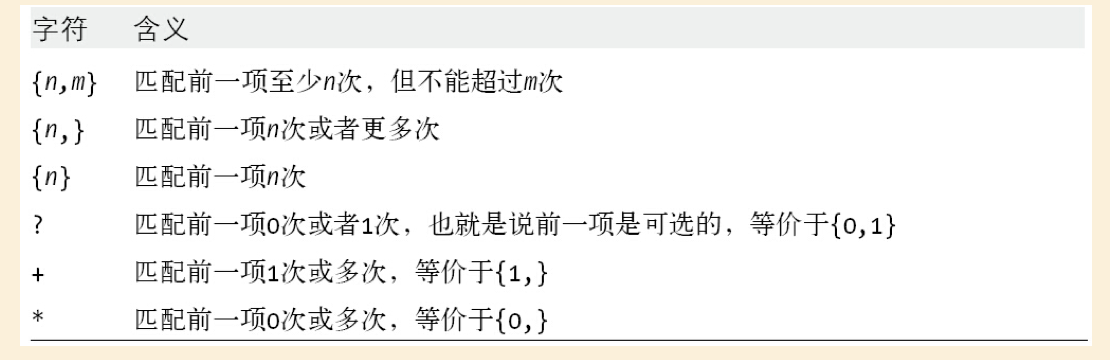 字符 含义
{n,m} 匹配前一项至少n次，但不能超过m次
{n,} 匹配前一项n次或者更多次
{n} 匹配前一项n次
? 匹配前一项0次或者1次，也就是说前一项是可选的，等价于{0,1}
+ 匹配前一项1次或多次，等价于{1,}
* 匹配前一项0次或多次，等价于{0,}